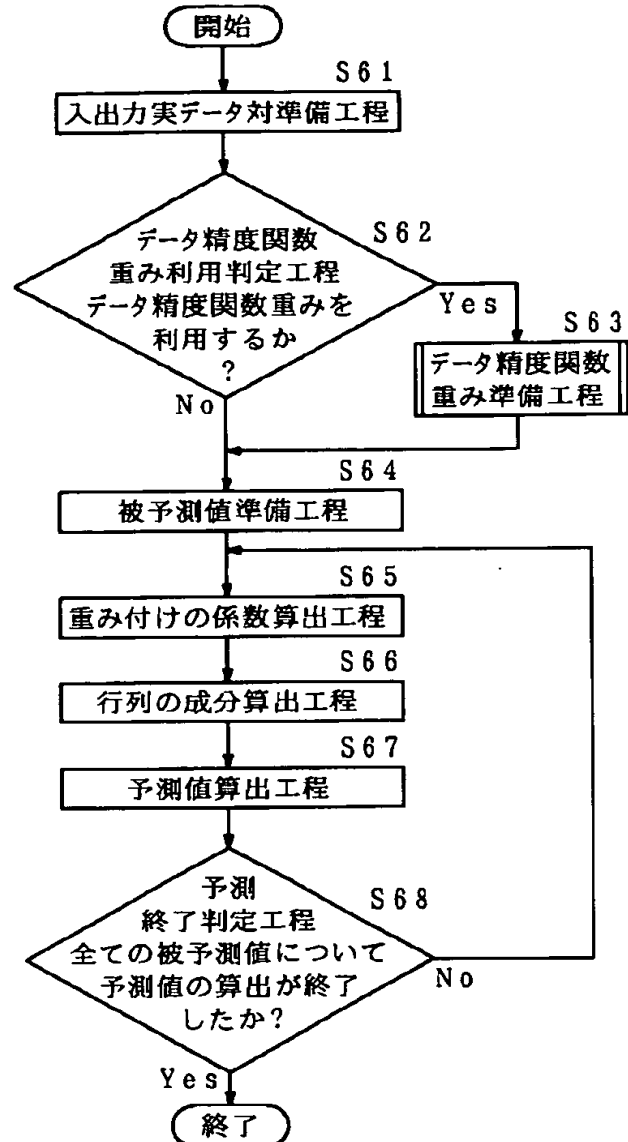 開始
S61
入出力実データ対準備工程
S62
データ精度関数
重み利用判定工程
データ精度関数重みを
利用するか
?
Yes
S63
データ精度関数
重み準備工程
No
S64
被予測値準備工程
S65
重み付けの係数算出工程
S66
行列の成分算出工程
S67
予測値算出工程
S68
予測
終了判定工程
全ての被予測値について
予測値の算出が終了
したか?
No
Yes
終了